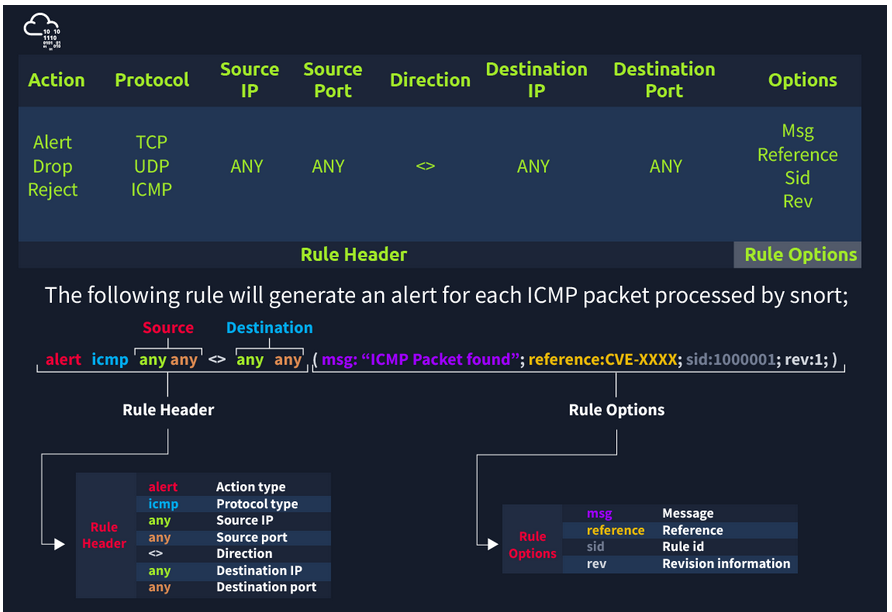 10 10
1110
Action Protocol Source IP Source Port Direction Destination IP Destination Port Options
Alert
Drop
Reject
TCP
UDP
ICMP
ANY
ANY
<>
ANY
ANY
Msg
Reference
Sid
Rev
Rule Header Rule Options
The following rule will generate an alert for each ICMP packet processed by snort;
Source Destination
alert icmp any any <> any any ( msg: “ICMP Packet found”; reference:CVE-XXXX; sid:1000001; rev:1; )
Rule Header
Rule Options
Rule Header
alert Action type
icmp Protocol type
any Source IP
any Source port
<> Direction
any Destination IP
any Destination port
Rule Options
msg Message
reference Reference
sid Rule id
rev Revision information